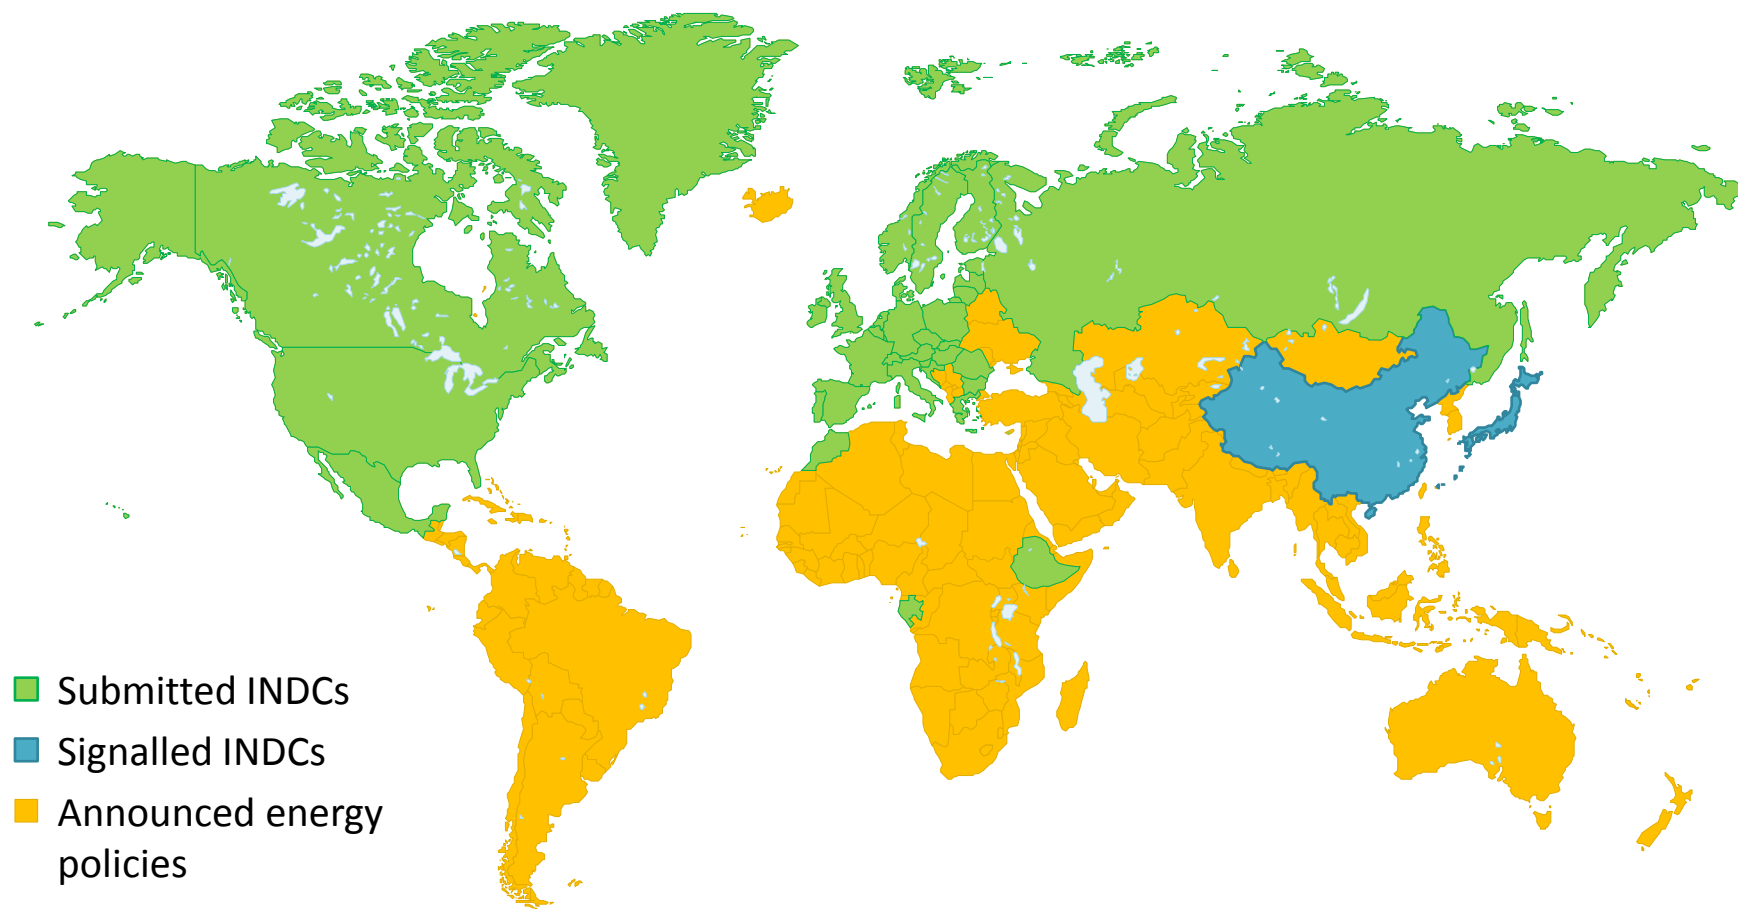 Submitted INDCs
Signalled INDCs
Announced energy
policies